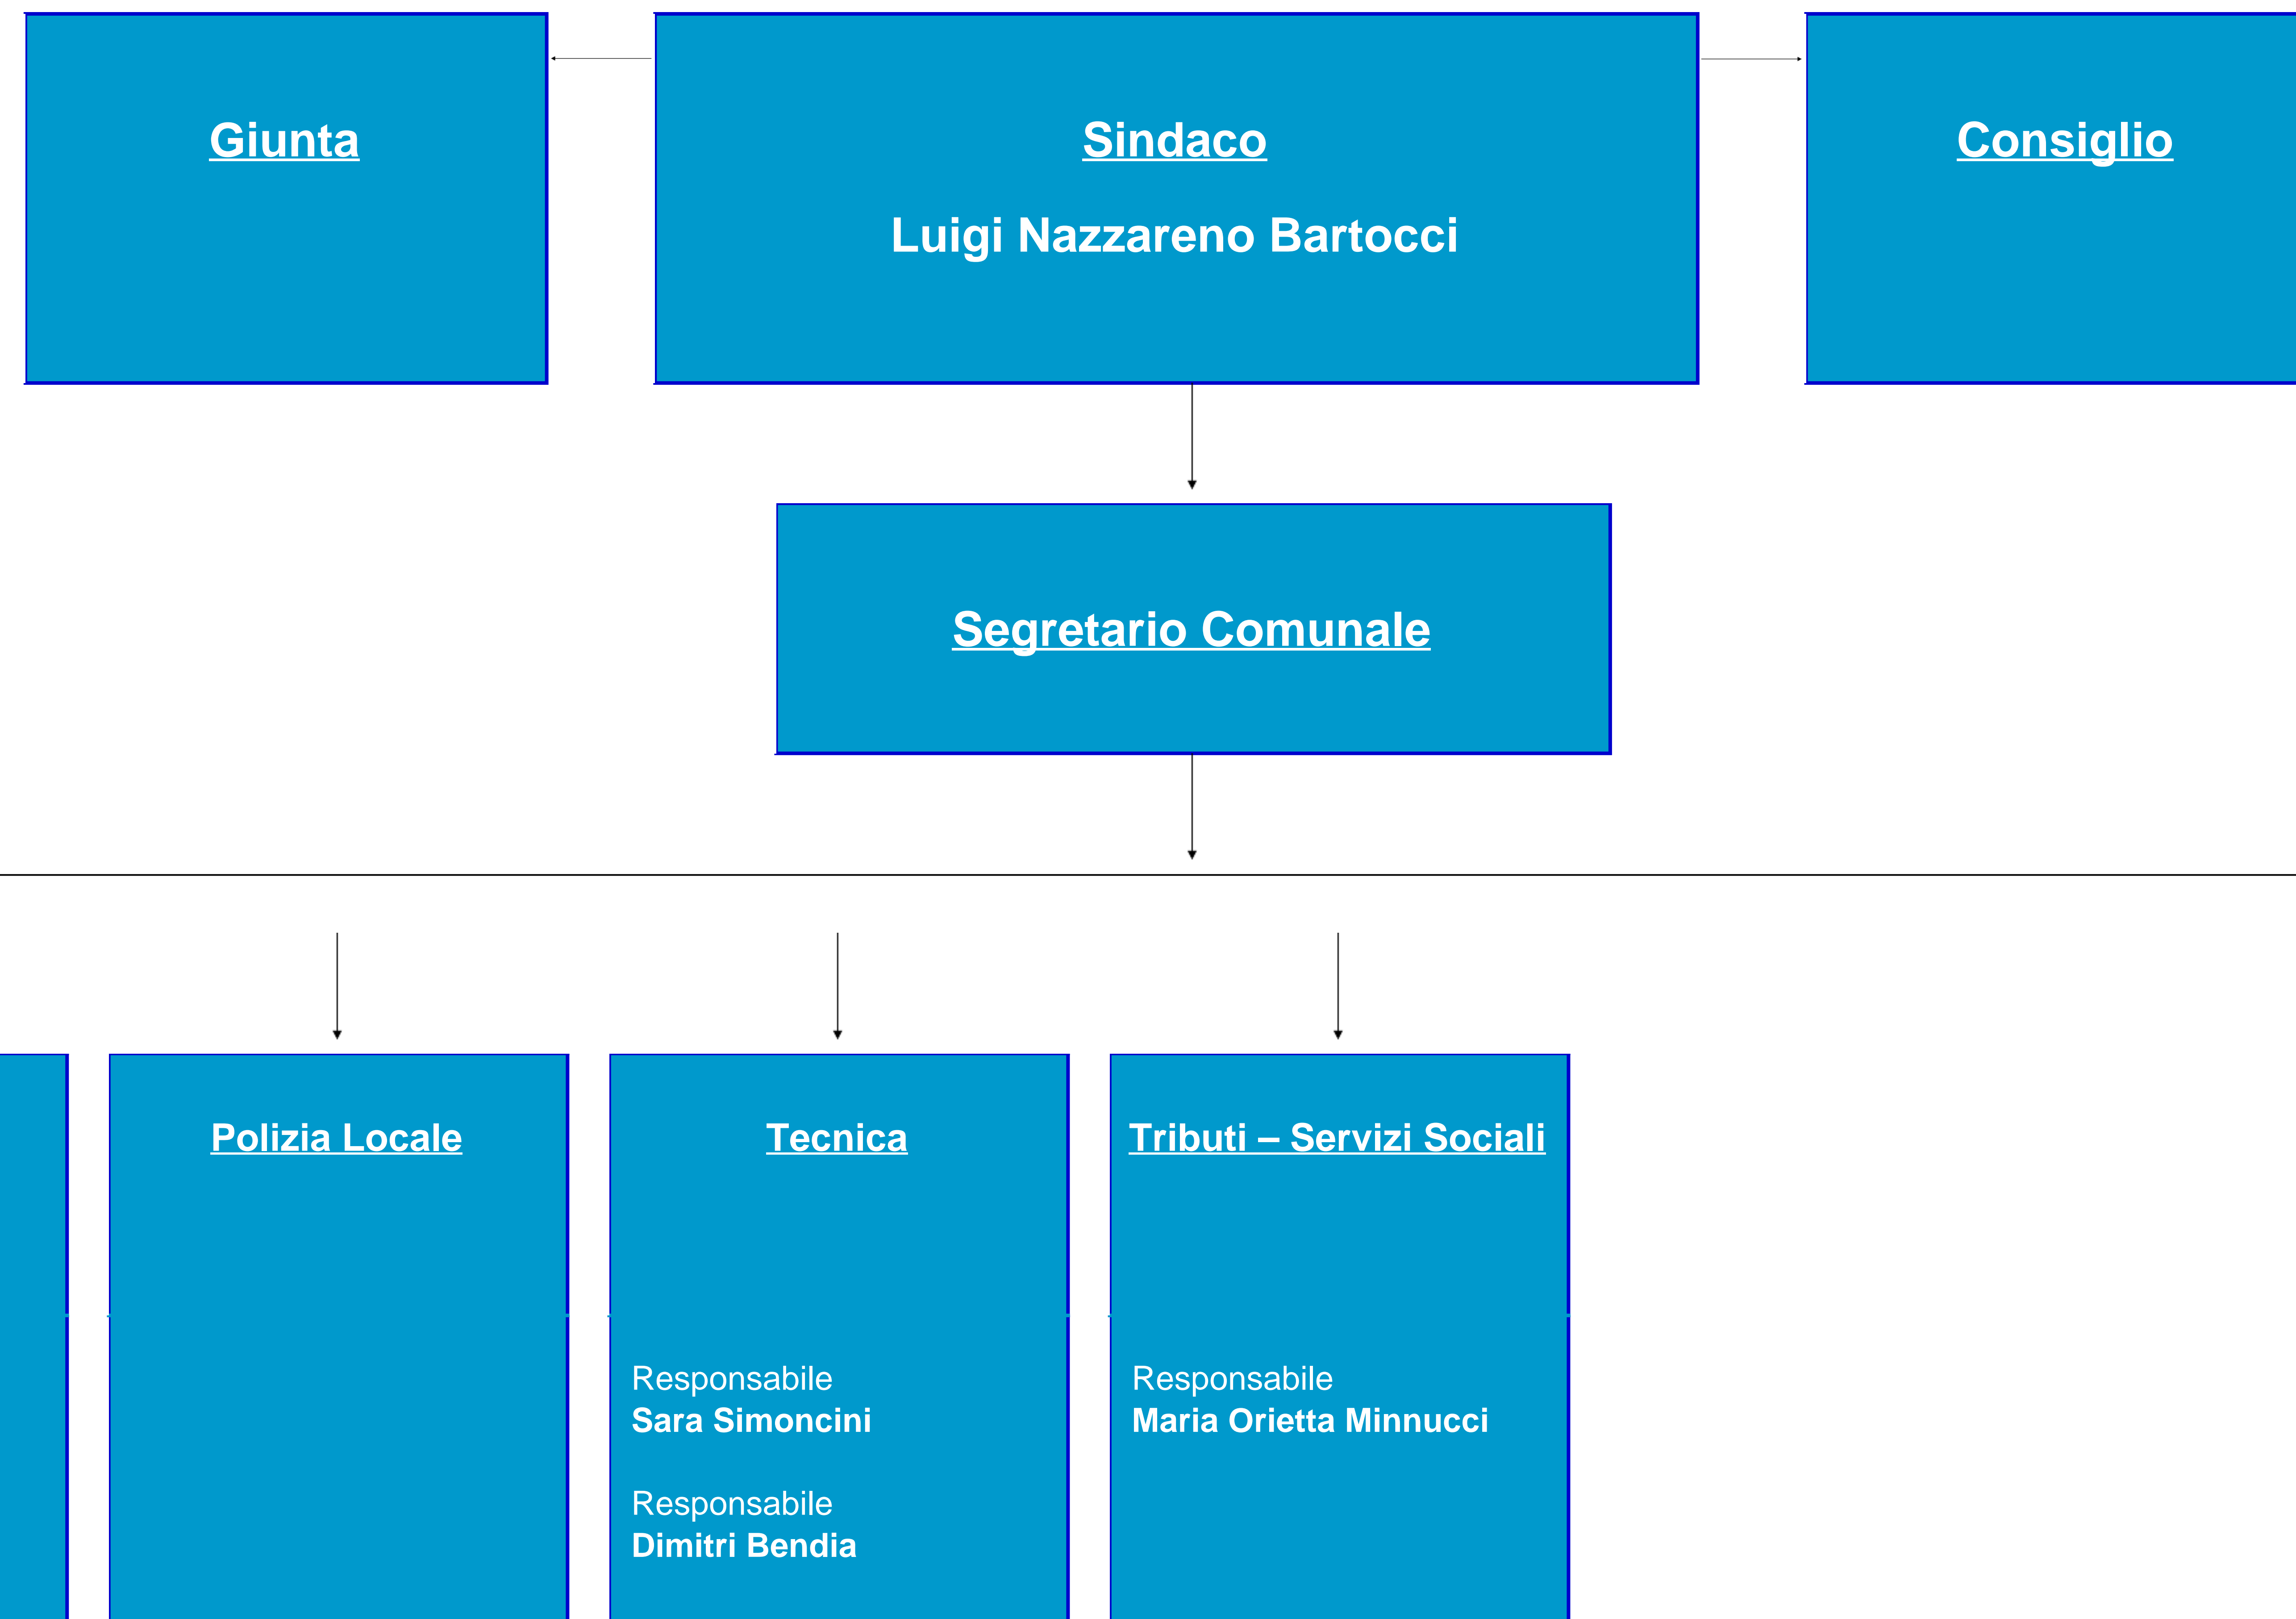 Giunta
Sindaco
Luigi Nazzareno Bartocci
Consiglio
Segretario Comunale
Polizia Locale
Tecnica
Responsabile
Sara Simoncini
Responsabile
Dimitri Bendia
Tributi – Servizi Sociali
Responsabile
Maria Orietta Minnucci